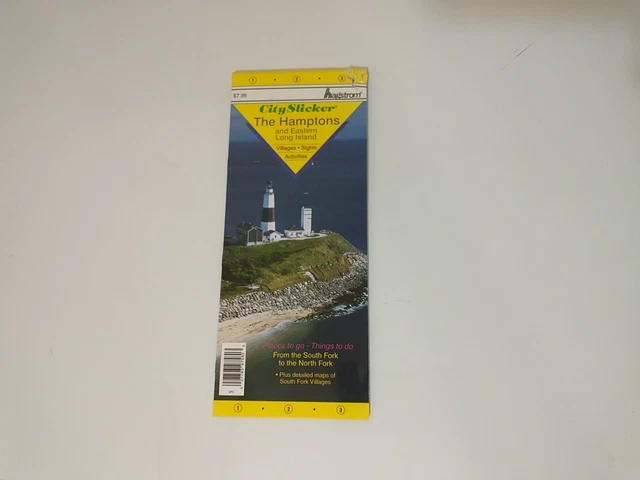 1 • 2 • 3
$7.95
hagstrom
CitySlicker®
The Hamptons
and Eastern
Long Island
Villages • Sights
Activities
Places to go - Things to do
From the South Fork
to the North Fork
• Plus detailed maps of
South Fork Villages
1 • 2 • 3